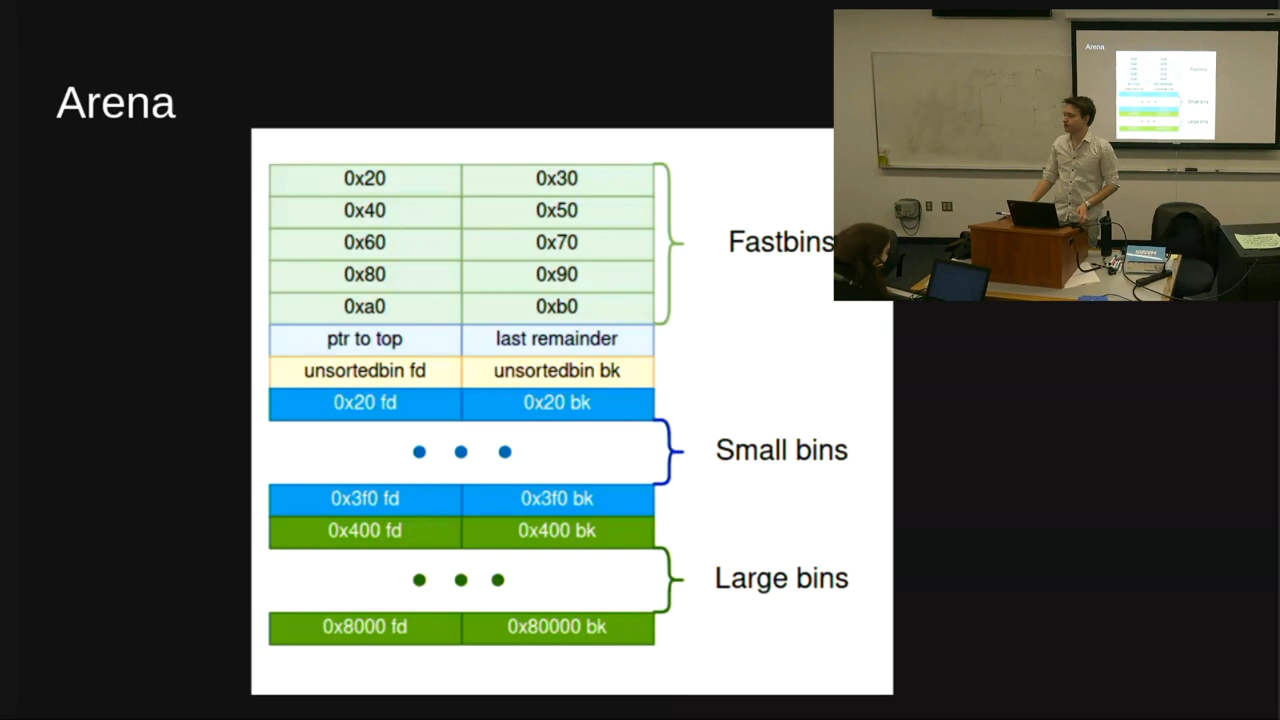 Arena
0x20 0x30
0x40 0x50
0x60 0x70
0x80 0x90
0xa0 0xb0
Fastbins
ptr to top last remainder
unsortedbin fd unsortedbin bk
0x20 fd 0x20 bk
Small bins
0x3f0 fd 0x3f0 bk
0x400 fd 0x400 bk
Large bins
0x8000 fd 0x80000 bk
Arena